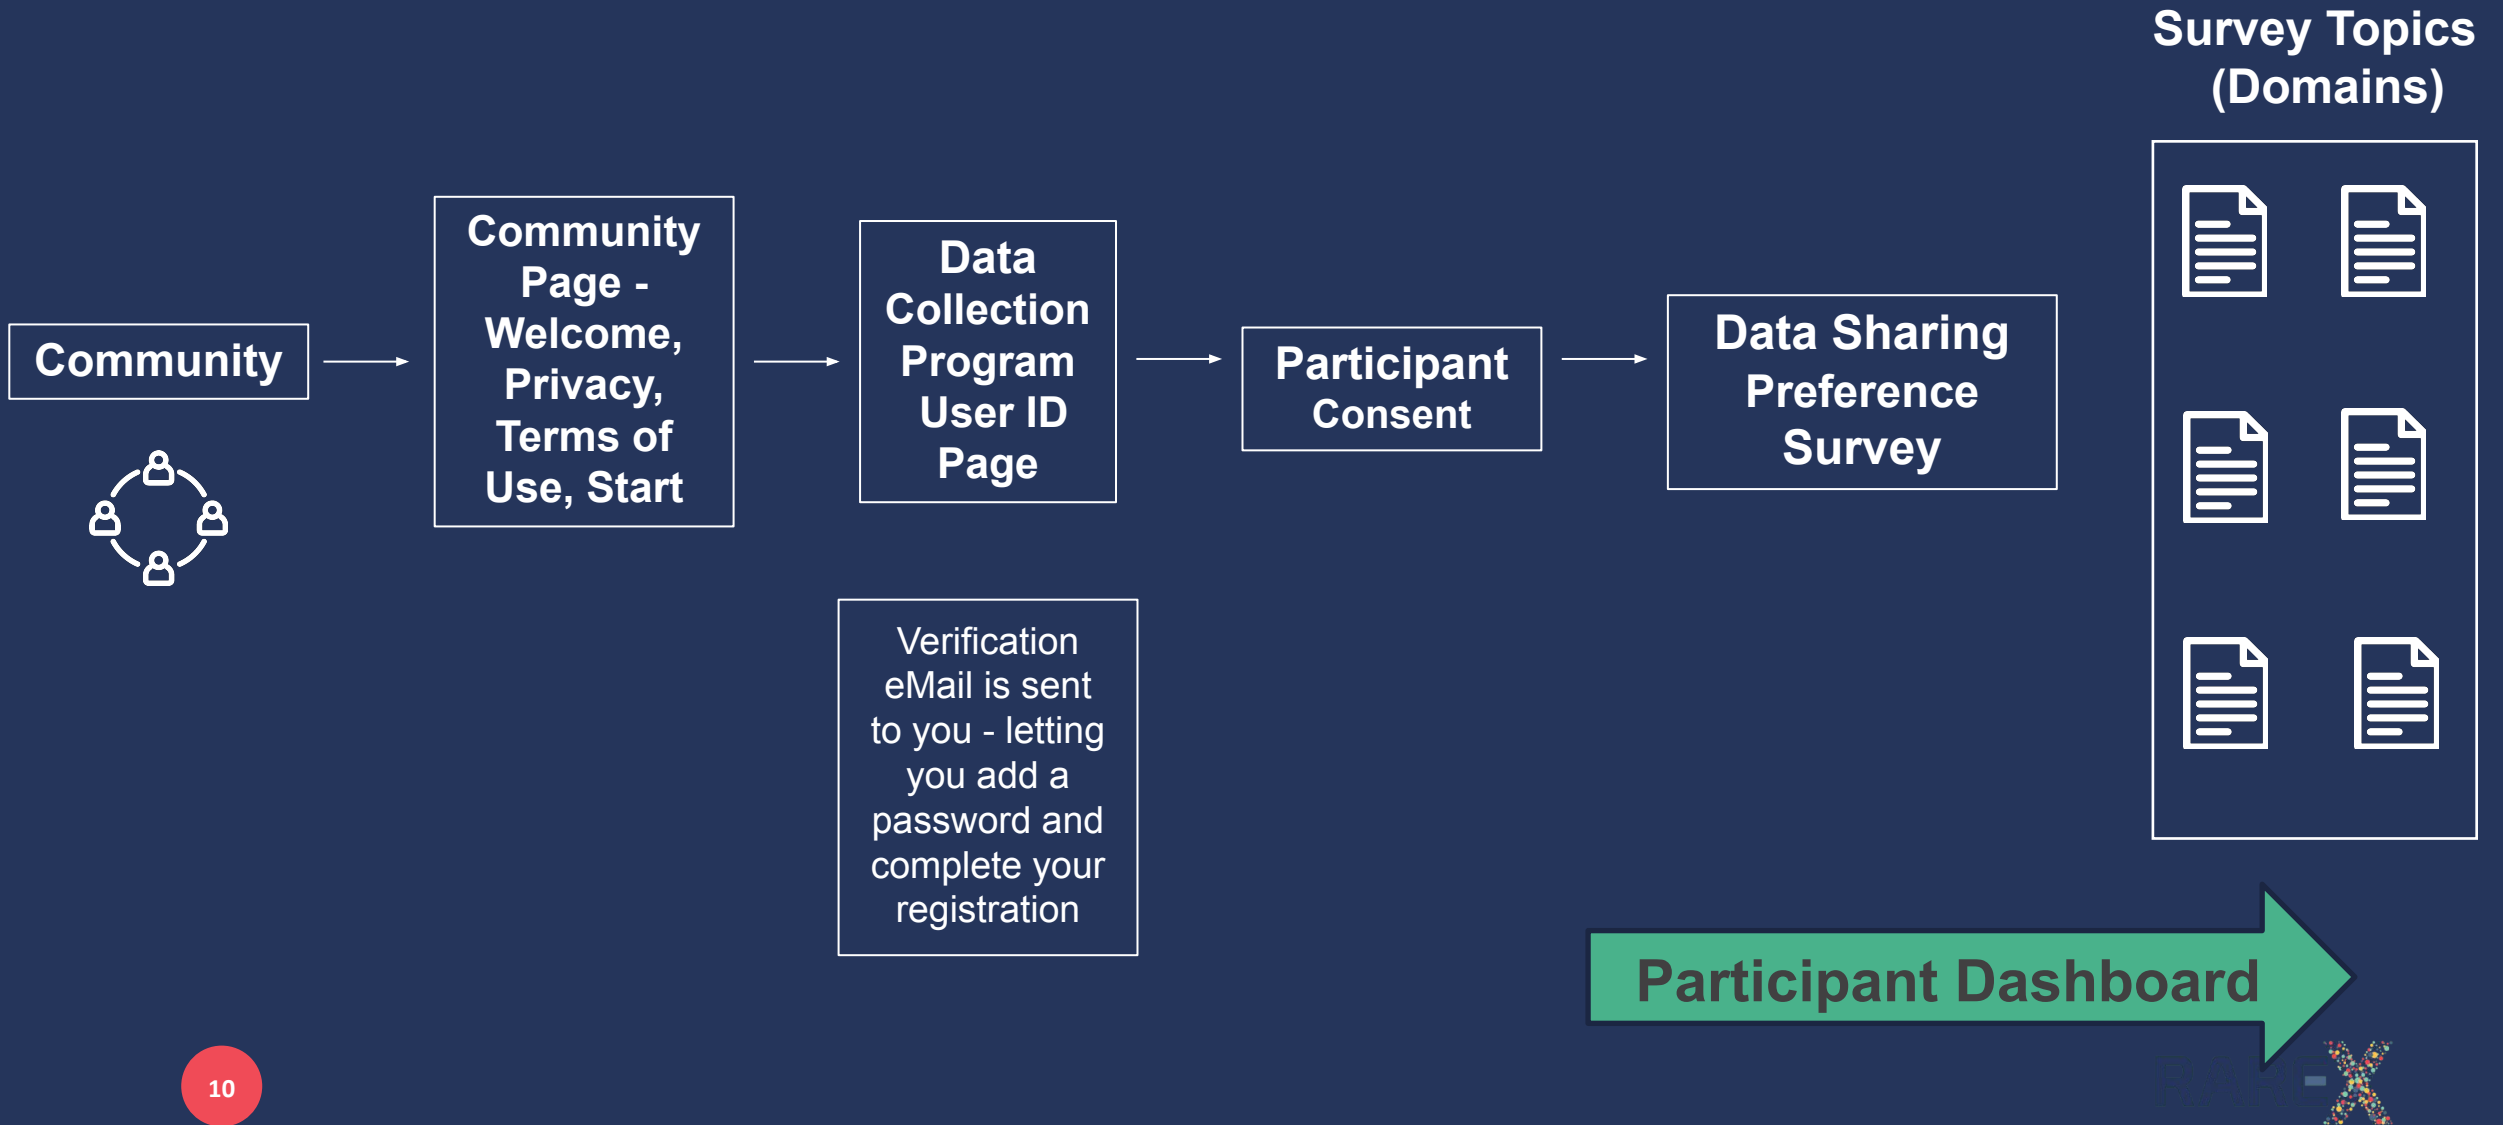 Survey Topics
(Domains)
Community
Community
Page -
Welcome,
Privacy,
Terms of
Use, Start
Data
Collection
Program
User ID
Page
Participant
Consent
Data Sharing
Preference
Survey
Verification
eMail is sent
to you - letting
you add a
password and
complete your
registration
Participant Dashboard
10